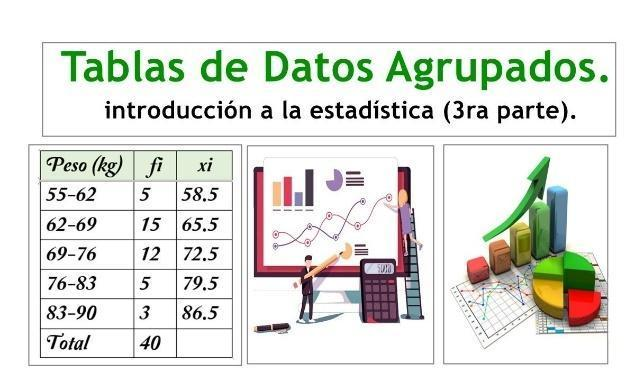 Tablas de Datos Agrupados.
introducción a la estadística (3ra parte).
Peso (kg) fi xi
55-62 5 58.5
62-69 15 65.5
69-76 12 72.5
76-83 5 79.5
83-90 3 86.5
Total 40